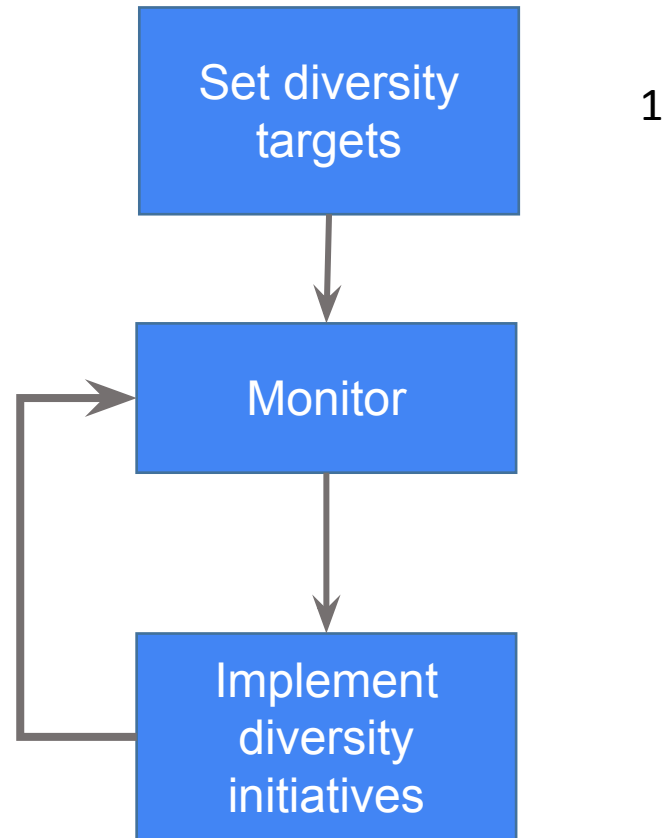 Set diversity
targets
1
Monitor
Implement
diversity
initiatives